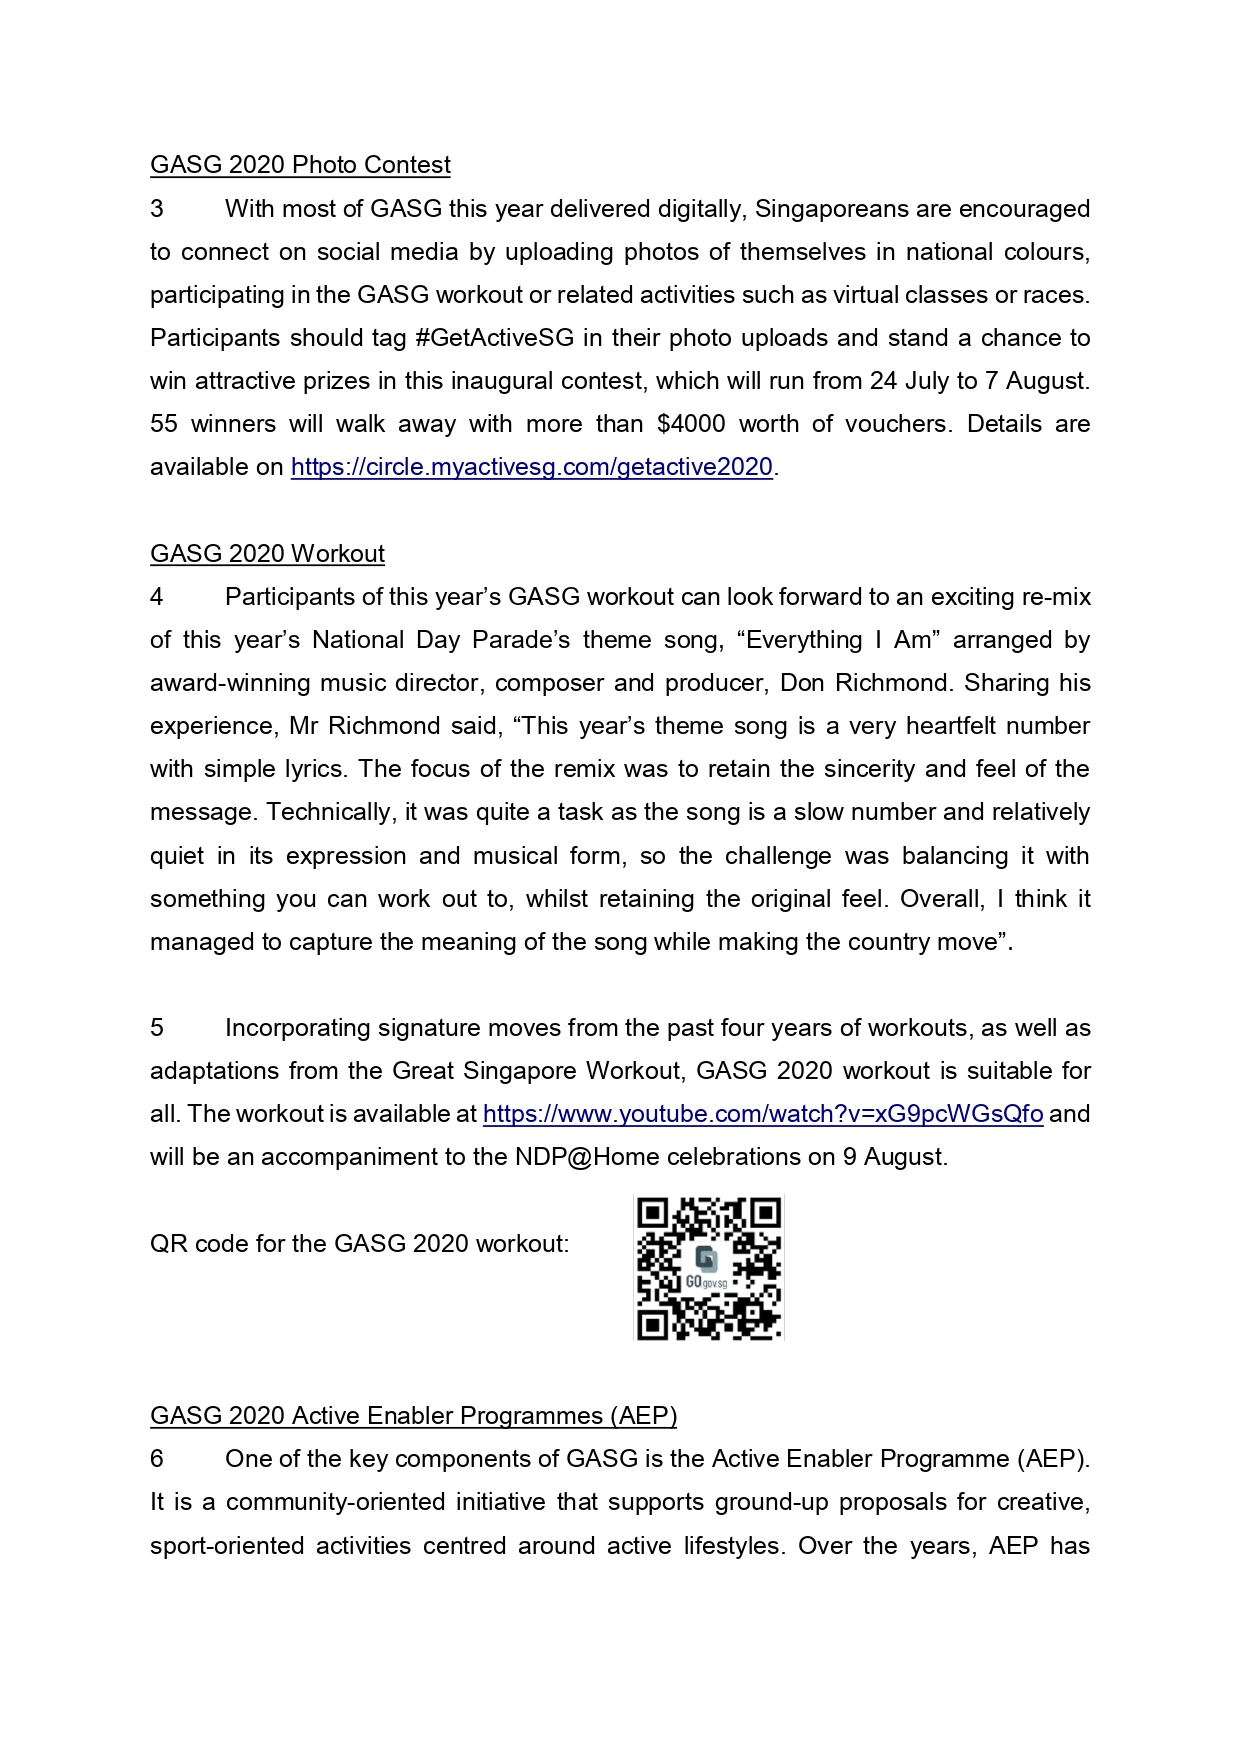 GASG 2020 Photo Contest
3 With most of GASG this year delivered digitally, Singaporeans are encouraged
to connect on social media by uploading photos of themselves in national colours,
participating in the GASG workout or related activities such as virtual classes or races.
Participants should tag #GetActiveSG in their photo uploads and stand a chance to
win attractive prizes in this inaugural contest, which will run from 24 July to 7 August.
55 winners will walk away with more than $4000 worth of vouchers. Details are
available on https://circle.myactivesg.com/getactive2020.
GASG 2020 Workout
4 Participants of this year’s GASG workout can look forward to an exciting re-mix
of this year’s National Day Parade’s theme song, “Everything I Am” arranged by
award-winning music director, composer and producer, Don Richmond. Sharing his
experience, Mr Richmond said, “This year’s theme song is a very heartfelt number
with simple lyrics. The focus of the remix was to retain the sincerity and feel of the
message. Technically, it was quite a task as the song is a slow number and relatively
quiet in its expression and musical form, so the challenge was balancing it with
something you can work out to, whilst retaining the original feel. Overall, I think it
managed to capture the meaning of the song while making the country move”.
5 Incorporating signature moves from the past four years of workouts, as well as
adaptations from the Great Singapore Workout, GASG 2020 workout is suitable for
all. The workout is available at https://www.youtube.com/watch?v=xG9pcWGsQfo and
will be an accompaniment to the NDP@Home celebrations on 9 August.
QR code for the GASG 2020 workout:
GOgov.sg
GASG 2020 Active Enabler Programmes (AEP)
6 One of the key components of GASG is the Active Enabler Programme (AEP).
It is a community-oriented initiative that supports ground-up proposals for creative,
sport-oriented activities centred around active lifestyles. Over the years, AEP has